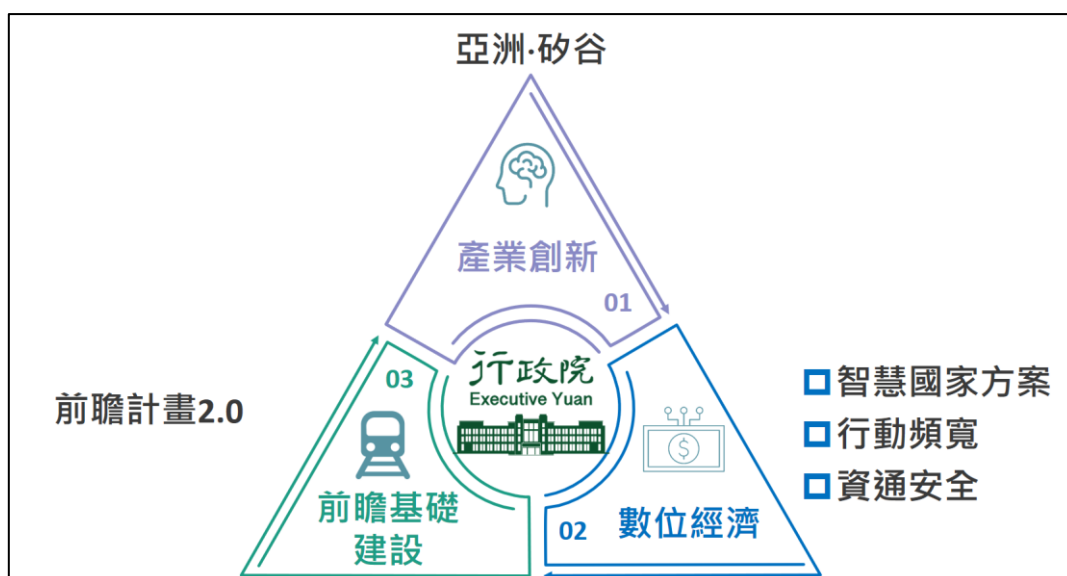 亞洲·矽谷
產業創新
01
行政院
Executive Yuan
03
前瞻計畫2.0
前瞻基礎
建設
02
數位經濟
$
智慧國家方案
行動頻寬
資通安全